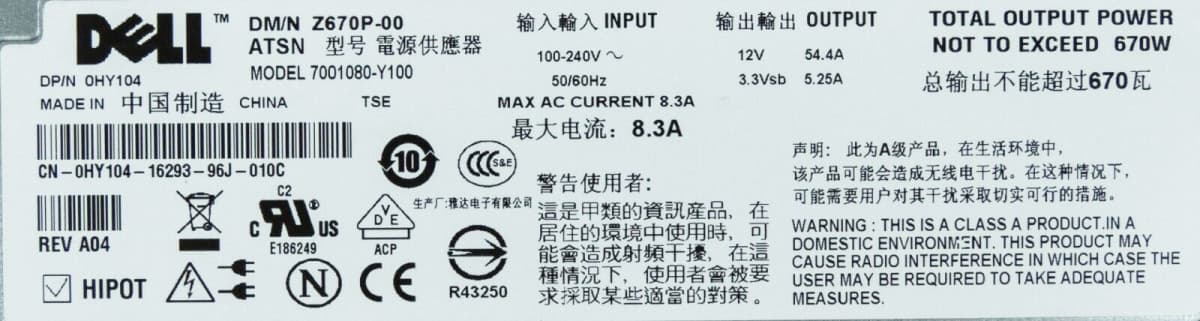 DELL™
DM/N Z670P-00
ATSN 型号 電源供應器
DP/N 0HY104
MODEL 7001080-Y100
MADE IN 中国制造 CHINA TSE
输入輸入 INPUT
100-240V ～
50/60Hz
输出輸出 OUTPUT
12V 54.4A
3.3Vsb 5.25A
MAX AC CURRENT 8.3A
最大电流：8.3A
TOTAL OUTPUT POWER
NOT TO EXCEED 670W
总输出不能超过670瓦
CN-0HY104-16293-96J-010C
REV A04
HIPOT
10
CCC S&E
C2
C UR ® US
E186249
生产厂:雅达电子有限公司
VDE
ACP
N
CE
R43250
警告使用者:
這是甲類的資訊産品，在
居住的環境中使用時，可
能會造成射頻干擾，在這
種情況下，使用者會被要
求採取某些適當的對策。
声明：此为A级产品，在生活环境中，
该产品可能会造成无线电干扰。在这种情况下，
可能需要用户对其干扰采取切实可行的措施。
WARNING : THIS IS A CLASS A PRODUCT.IN A
DOMESTIC ENVIRONMENT. THIS PRODUCT MAY
CAUSE RADIO INTERFERENCE IN WHICH CASE THE
USER MAY BE REQUIRED TO TAKE ADEQUATE
MEASURES.